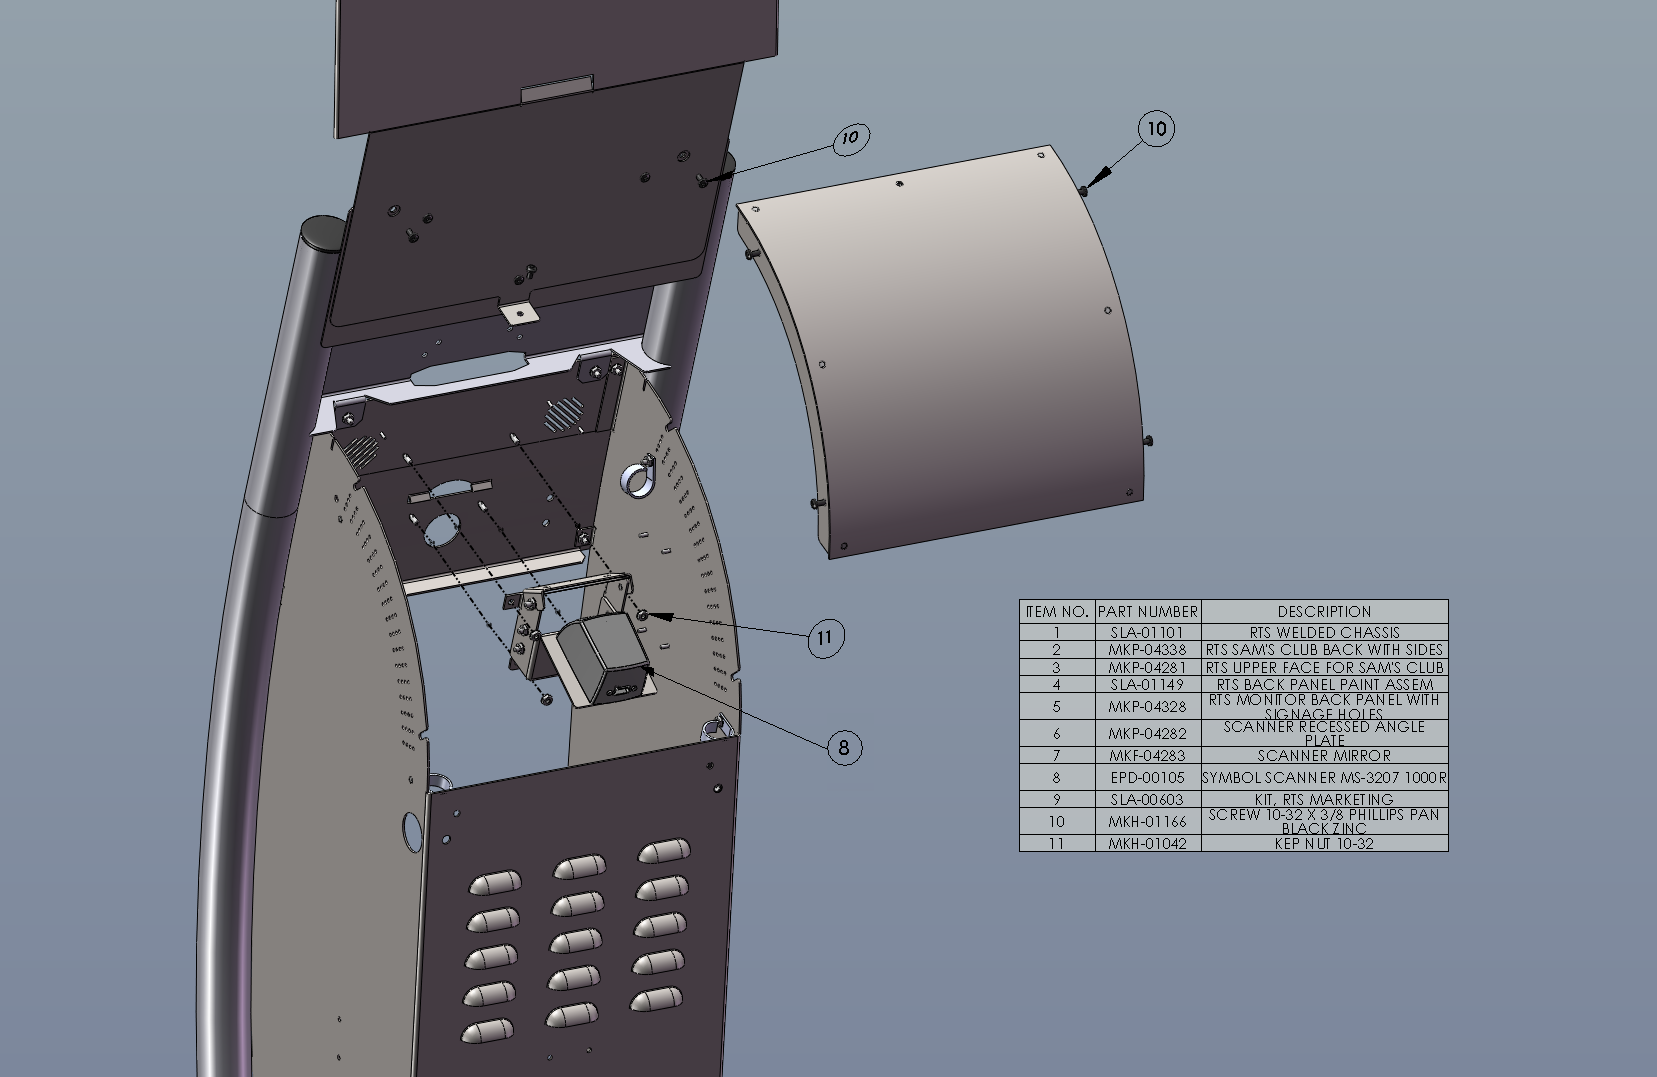 10
10
11
8
ITEM NO. PART NUMBER DESCRIPTION
1 SLA-01101 RTS WELDED CHASSIS
2 MKP-04338 RTS SAM'S CLUB BACK WITH SIDES
3 MKP-04281 RTS UPPER FACE FOR SAM'S CLUB
4 SLA-01149 RTS BACK PANEL PAINT ASSEM
5 MKP-04328 RTS MONITOR BACK PANEL WITH
SIGNAGE HOLES
6 MKP-04282 SCANNER RECESSED ANGLE
PLATE
7 MKF-04283 SCANNER MIRROR
8 EPD-00105 SYMBOL SCANNER MS-3207 1000R
9 SLA-00603 KIT, RTS MARKETING
10 MKH-01166 SCREW 10-32 X 3/8 PHILLIPS PAN
BLACK ZINC
11 MKH-01042 KEP NUT 10-32